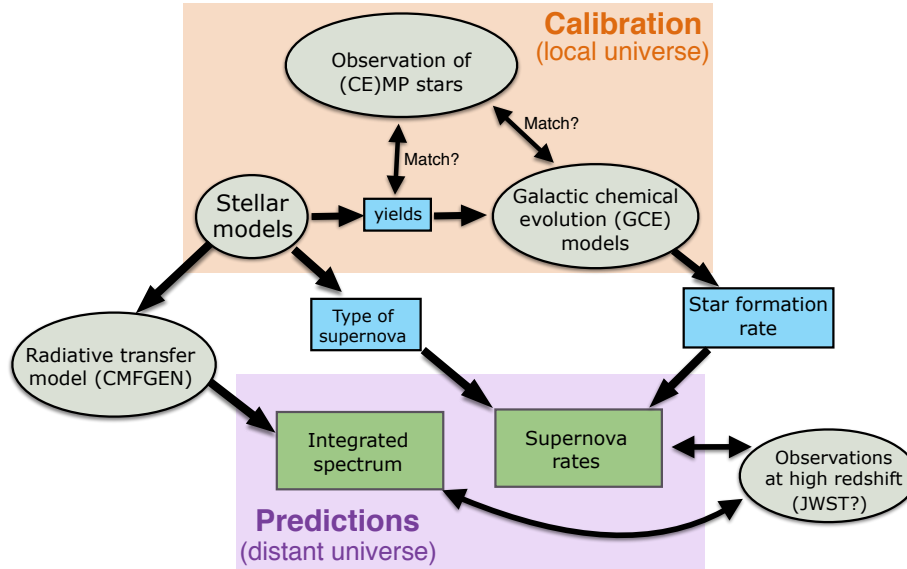 Calibration
(local universe)
Observation of
(CE)MP stars
Match?
Match?
Stellar
models
yields
Galactic chemical
evolution (GCE)
models
Type of
supernova
Star formation
rate
Radiative transfer
model (CMFGEN)
Integrated
spectrum
Supernova
rates
Observations
at high redshift
(JWST?)
Predictions
(distant universe)